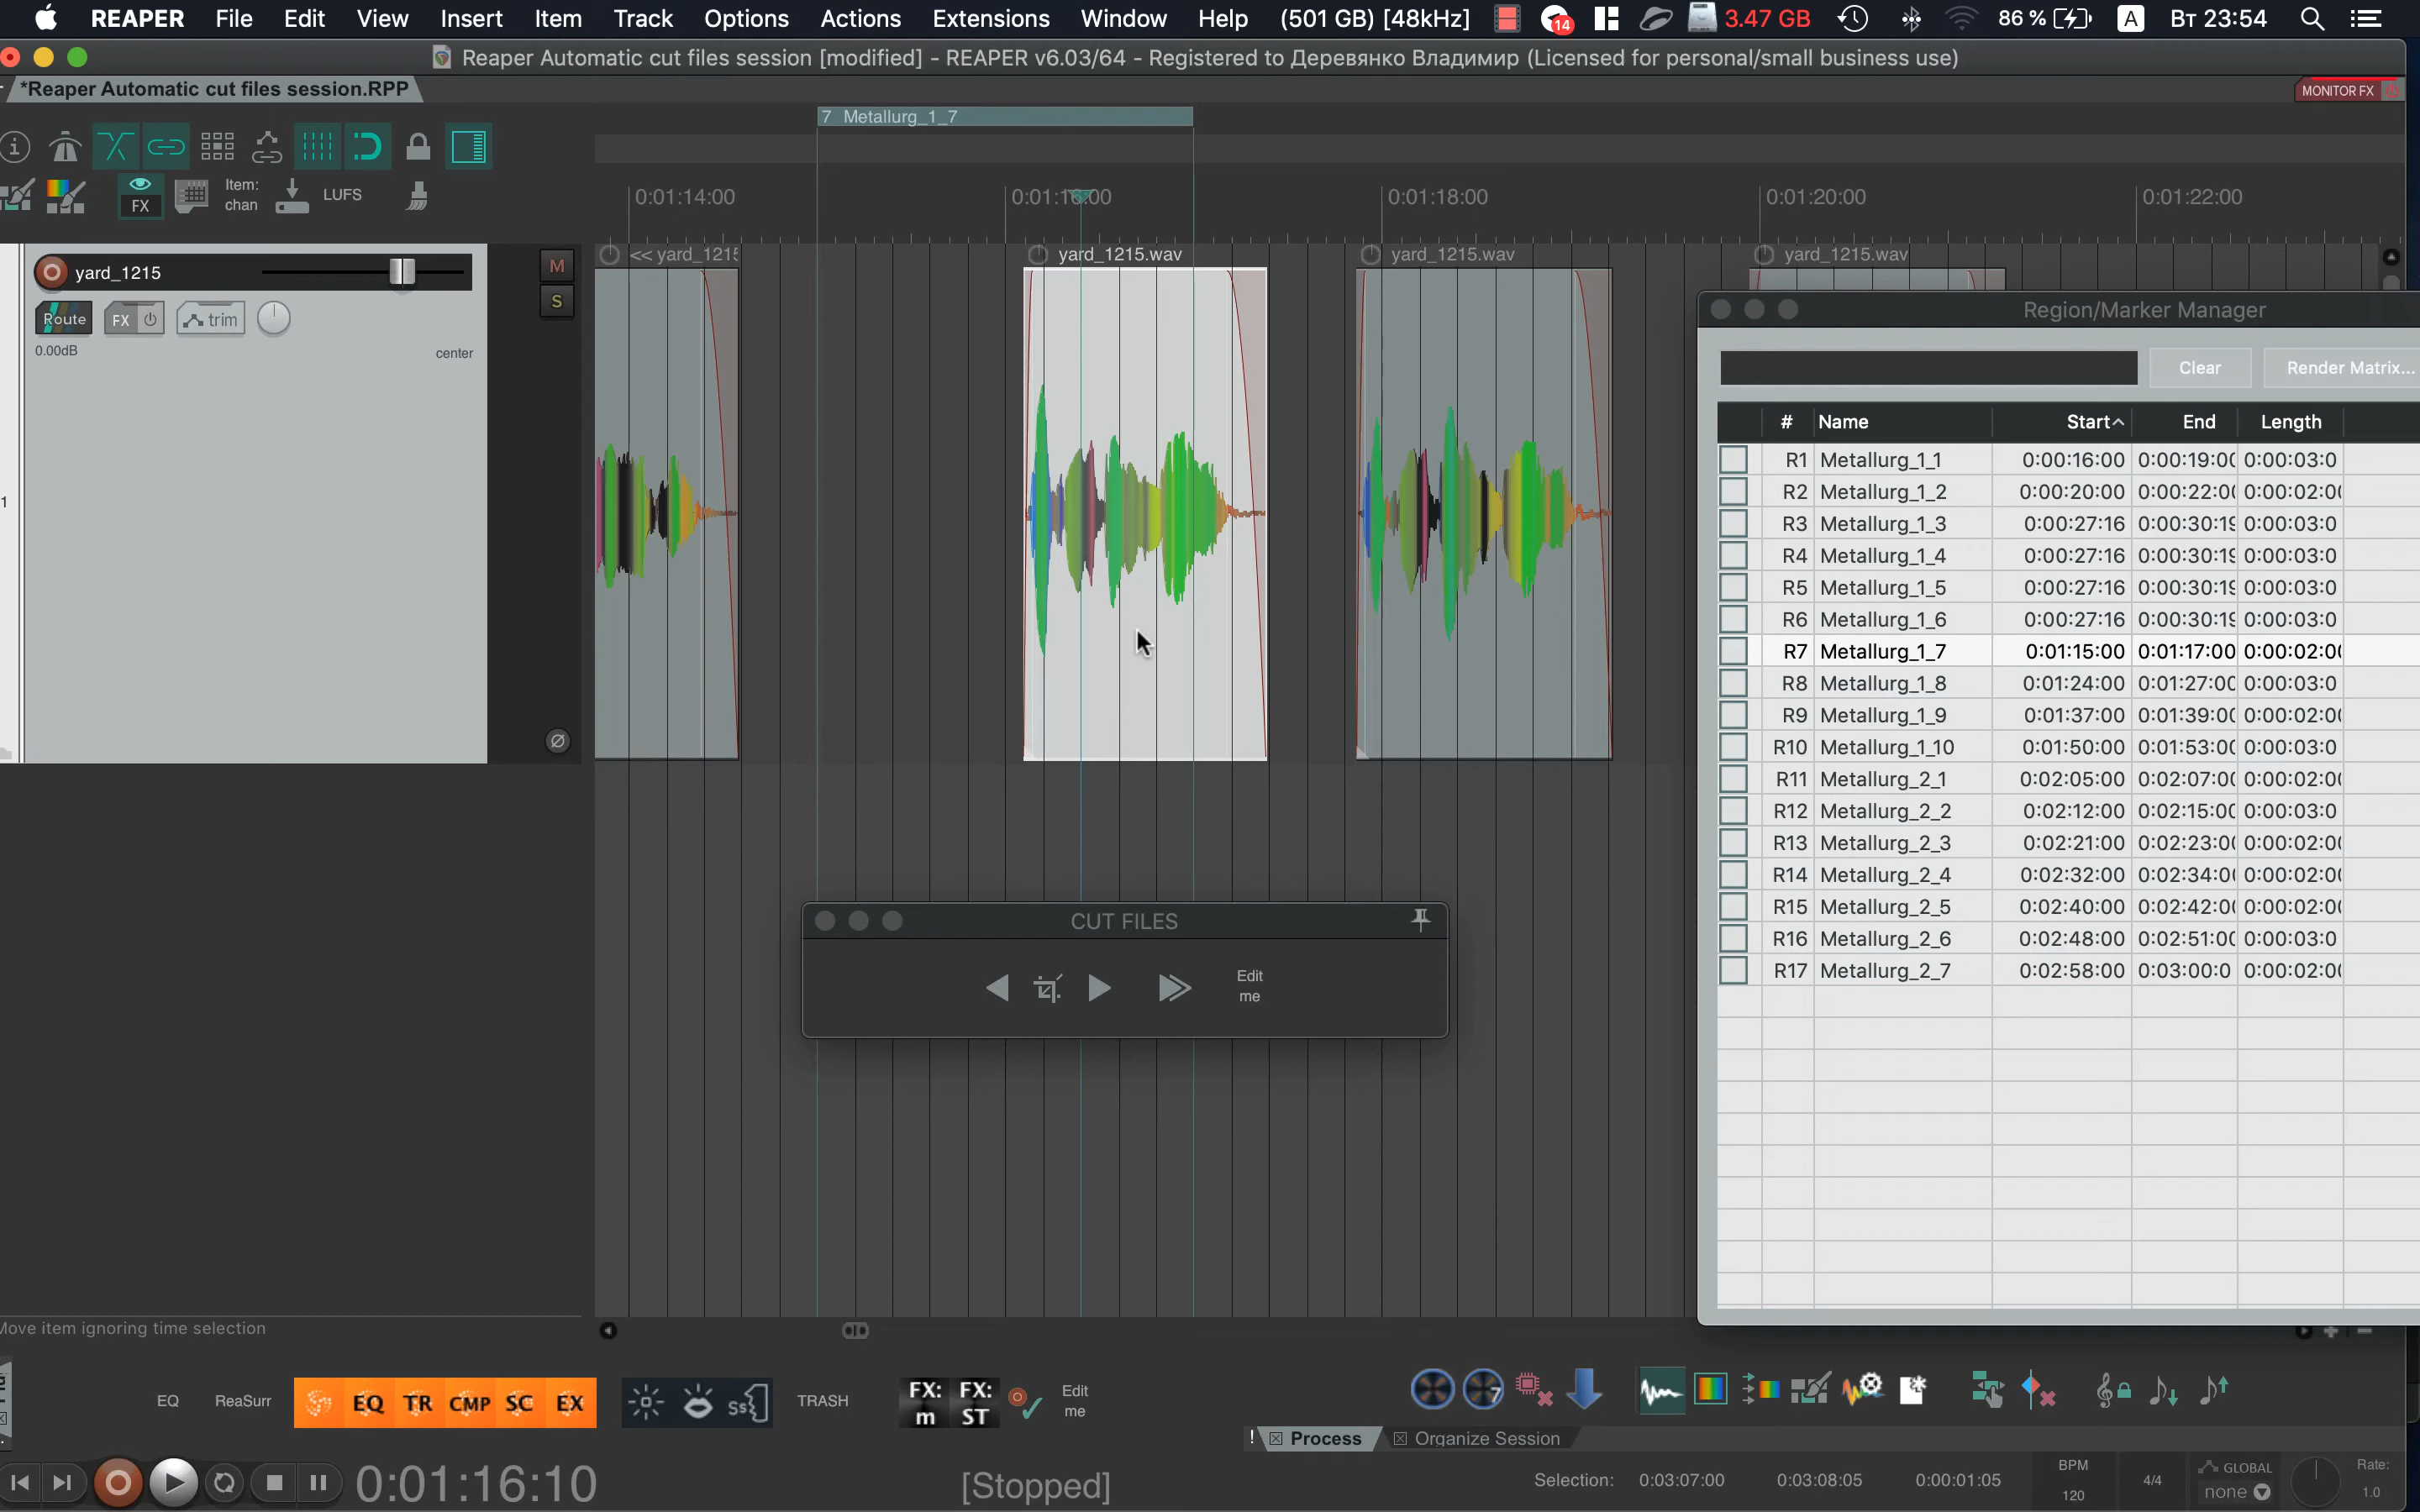 REAPER File Edit View Insert Item Track Options Actions Extensions Window Help (501 GB) [48kHz] 14 3.47 GB 86 % A Вт 23:54
Reaper Automatic cut files session [modified] - REAPER v6.03/64 - Registered to Деревянко Владимир (Licensed for personal/small business use)
*Reaper Automatic cut files session.RPP
MONITOR FX
7 Metallurg_1_7
FX
Item: chan
LUFS
0:01:14:00 0:01:16:00 0:01:18:00 0:01:20:00 0:01:22:00
<< yard_1215 yard_1215.wav yard_1215.wav yard_1215.wav
yard_1215
M
S
Route FX trim
0.00dB center
1
Region/Marker Manager
Clear Render Matrix...
# Name Start End Length
R1 Metallurg_1_1 0:00:16:00 0:00:19:00 0:00:03:0
R2 Metallurg_1_2 0:00:20:00 0:00:22:00 0:00:02:00
R3 Metallurg_1_3 0:00:27:16 0:00:30:19 0:00:03:0
R4 Metallurg_1_4 0:00:27:16 0:00:30:19 0:00:03:0
R5 Metallurg_1_5 0:00:27:16 0:00:30:19 0:00:03:0
R6 Metallurg_1_6 0:00:27:16 0:00:30:19 0:00:03:0
R7 Metallurg_1_7 0:01:15:00 0:01:17:00 0:00:02:00
R8 Metallurg_1_8 0:01:24:00 0:01:27:00 0:00:03:0
R9 Metallurg_1_9 0:01:37:00 0:01:39:00 0:00:02:00
R10 Metallurg_1_10 0:01:50:00 0:01:53:00 0:00:03:0
R11 Metallurg_2_1 0:02:05:00 0:02:07:00 0:00:02:00
R12 Metallurg_2_2 0:02:12:00 0:02:15:00 0:00:03:0
R13 Metallurg_2_3 0:02:21:00 0:02:23:00 0:00:02:00
R14 Metallurg_2_4 0:02:32:00 0:02:34:00 0:00:02:00
R15 Metallurg_2_5 0:02:40:00 0:02:42:00 0:00:02:00
R16 Metallurg_2_6 0:02:48:00 0:02:51:00 0:00:03:0
R17 Metallurg_2_7 0:02:58:00 0:03:00:0 0:00:02:00
CUT FILES
Edit
me
Move item ignoring time selection
EQ ReaSurr EQ TR CMP SC EX SS TRASH
FX: m
FX: ST
Edit
me
7
! Process Organize Session
0:01:16:10 [Stopped]
Selection: 0:03:07:00 0:03:08:05 0:00:01:05
BPM
120
4/4
GLOBAL
none
Rate:
1.0